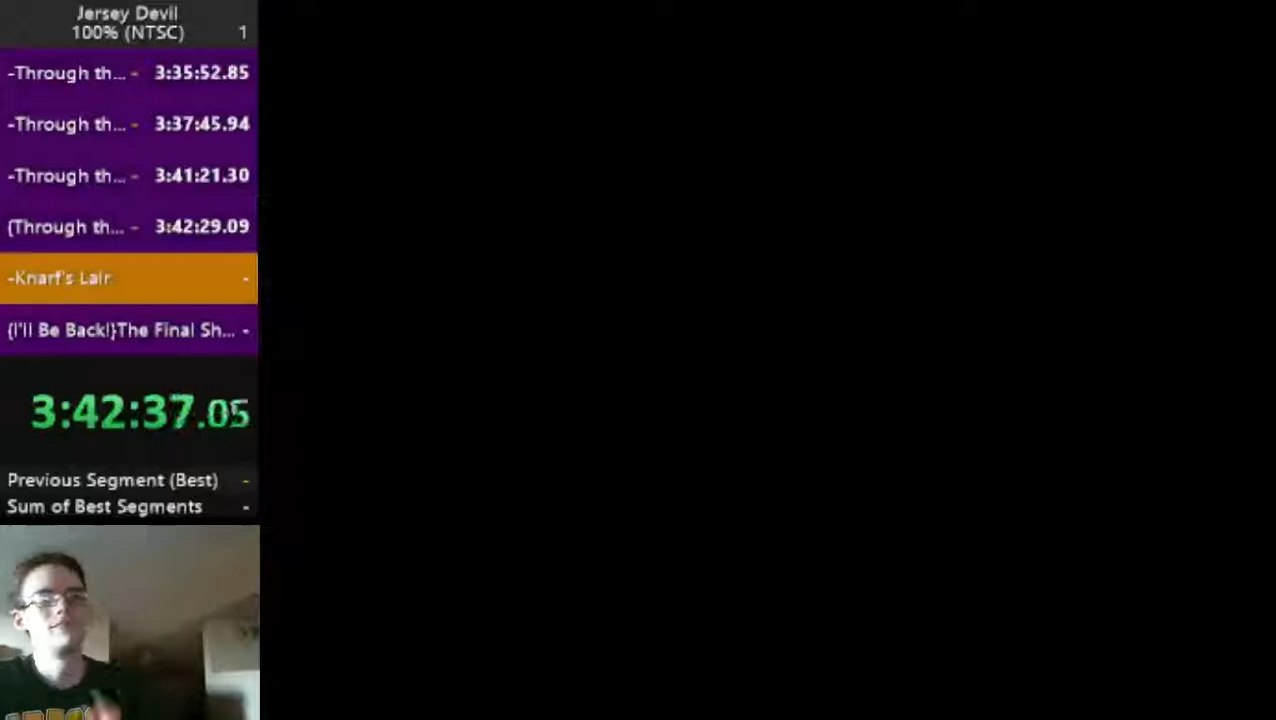 Jersey Devil
100% (NTSC) 1
-Through th... - 3:35:52.85
-Through th... - 3:37:45.94
-Through th... - 3:41:21.30
{Through th... - 3:42:29.09
-Knarf's Lair -
{I'll Be Back!}The Final Sh... -
3:42:37.05
Previous Segment (Best) -
Sum of Best Segments -